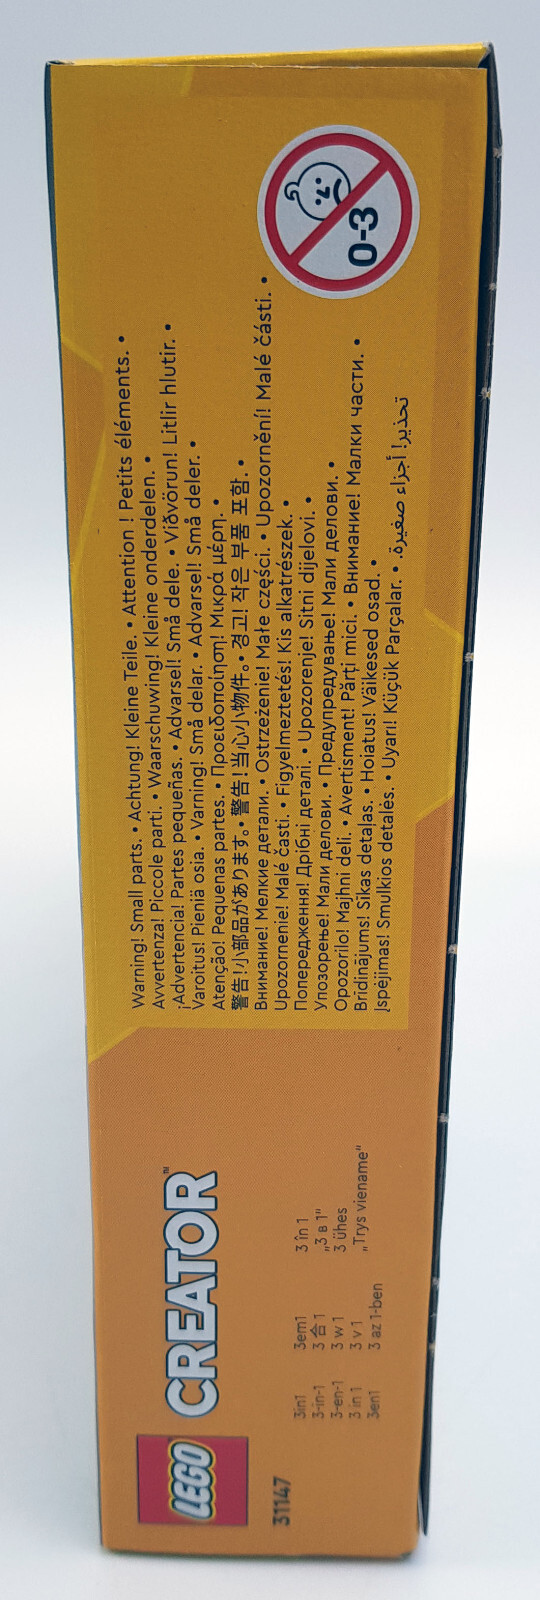 LEGO
CREATOR™
31147
3in1
3-in-1
3-en-1
3 in 1
3en1
3em1
3 合 1
3 w 1
3 v 1
3 az 1-ben
3 în 1
„3 в 1“
3 ühes
„Trys viename“
Warning! Small parts. • Achtung! Kleine Teile. • Attention ! Petits éléments. •
Avvertenza! Piccole parti. • Waarschuwing! Kleine onderdelen. •
¡Advertencia! Partes pequeñas. • Advarsel! Små dele. • Viðvörun! Litlir hlutir. •
Varoitus! Pieniä osia. • Varning! Små delar. • Advarsel! Små deler. •
Atenção! Pequenas partes. • Προειδοποίηση! Μικρά μέρη. •
警告!小部品があります。• 警告!当心小物件。• 경고! 작은 부품 포함. •
Внимание! Мелкие детали. • Ostrzeżenie! Małe części. • Upozornění! Malé části. •
Upozornenie! Malé časti. • Figyelmeztetés! Kis alkatrészek. •
Попередження! Дрібні деталі. • Upozorenje! Sitni dijelovi. •
Упозорење! Мали делови. • Предупредување! Мали делови. •
Opozorilo! Majhni deli. • Avertisment! Părți mici. • Внимание! Малки части. •
Brīdinājums! Sīkas detaļas. • Hoiatus! Väikesed osad. •
Įspėjimas! Smulkios detalės. • Uyarı! Küçük Parçalar. • تحذير! أجزاء صغيرة.
0-3